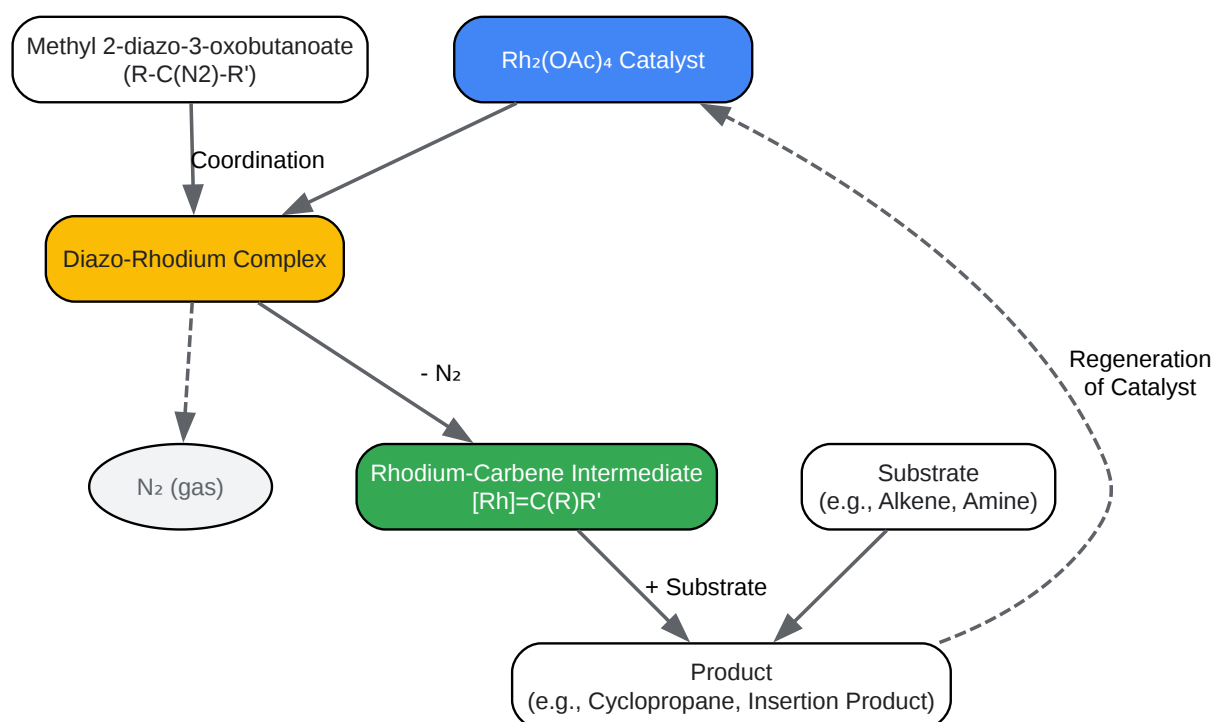 Methyl 2-diazo-3-oxobutanoate
(R-C(N2)-R')
Rh₂(OAc)₄ Catalyst
Coordination
Diazo-Rhodium Complex
- N₂
Regeneration
of Catalyst
N₂ (gas)
Rhodium-Carbene Intermediate
[Rh]=C(R)R'
Substrate
(e.g., Alkene, Amine)
+ Substrate
Product
(e.g., Cyclopropane, Insertion Product)